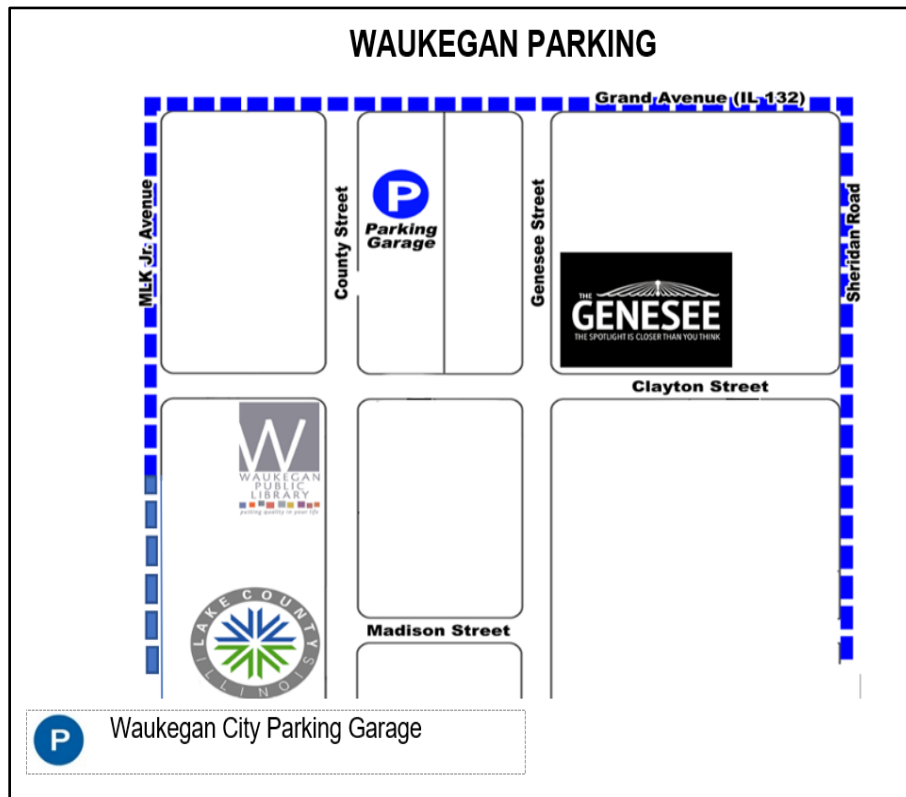 WAUKEGAN PARKING
Grand Avenue (IL 132)
MLK Jr. Avenue
County Street
P
Parking
Garage
Genesee Street
Sheridan Road
THE
GENESEE
THE SPOTLIGHT IS CLOSER THAN YOU THINK
Clayton Street
W
WAUKEGAN
PUBLIC
LIBRARY
putting quality in your life
LAKE COUNTY
ILLINOIS
Madison Street
P
Waukegan City Parking Garage